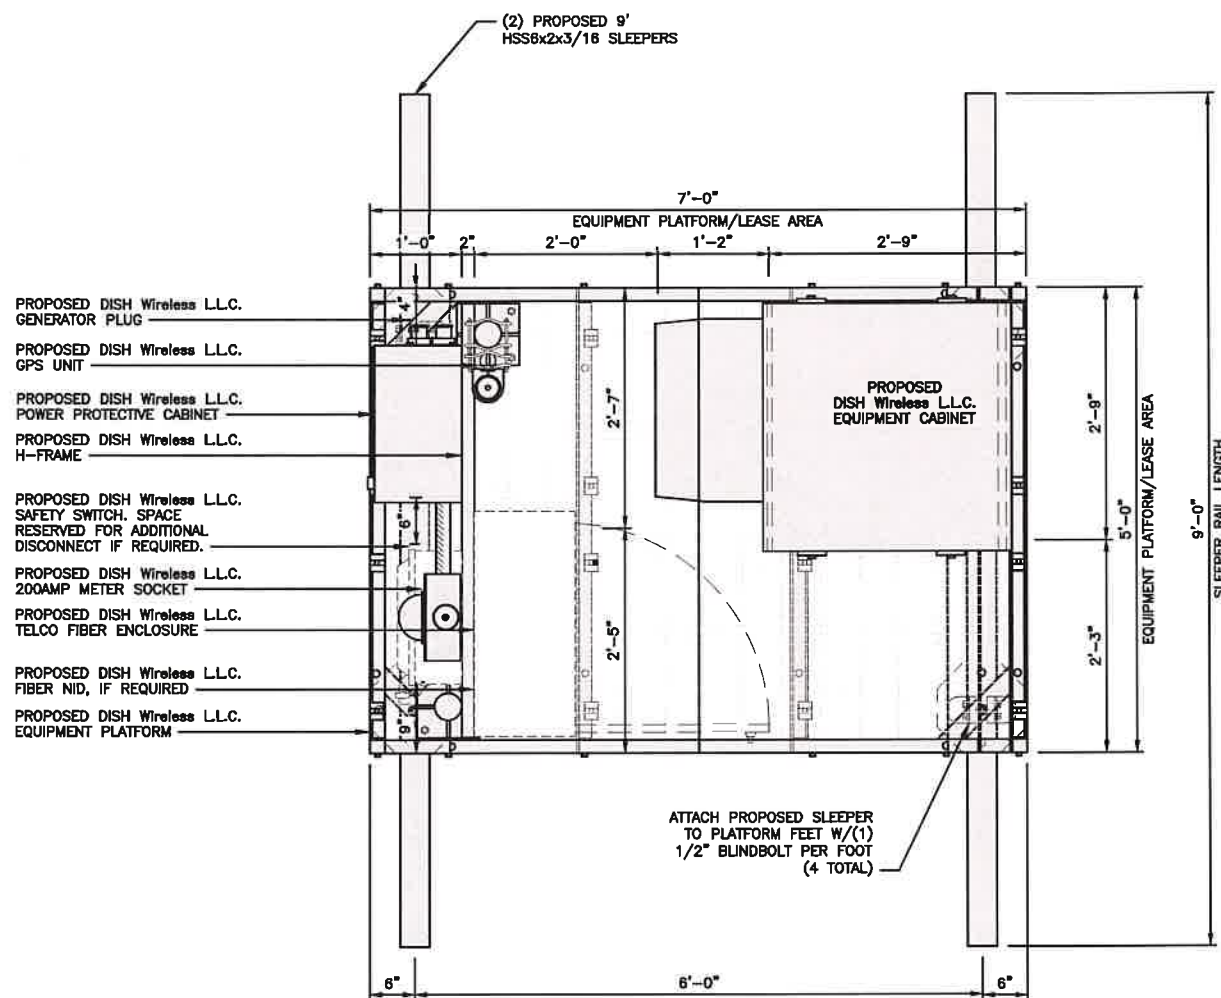 (2) PROPOSED 9'
HSS6x2x3/16 SLEEPERS
7'-0"
EQUIPMENT PLATFORM/LEASE AREA
1'-0"
2"
2'-0"
1'-2"
2'-9"
PROPOSED DISH Wireless L.L.C.
GENERATOR PLUG
4"
PROPOSED DISH Wireless L.L.C.
GPS UNIT
PROPOSED DISH Wireless L.L.C.
POWER PROTECTIVE CABINET
PROPOSED DISH Wireless L.L.C.
H-FRAME
PROPOSED DISH Wireless L.L.C.
SAFETY SWITCH. SPACE
RESERVED FOR ADDITIONAL
DISCONNECT IF REQUIRED.
6"
PROPOSED DISH Wireless L.L.C.
200AMP METER SOCKET
PROPOSED DISH Wireless L.L.C.
TELCO FIBER ENCLOSURE
PROPOSED DISH Wireless L.L.C.
FIBER NID, IF REQUIRED
PROPOSED DISH Wireless L.L.C.
EQUIPMENT PLATFORM
9"
2'-7"
2'-5"
PROPOSED
DISH Wireless L.L.C.
EQUIPMENT CABINET
2'-9"
2'-3"
5'-0"
EQUIPMENT PLATFORM/LEASE AREA
9'-0"
SLEEPER RAIL LENGTH
ATTACH PROPOSED SLEEPER
TO PLATFORM FEET W/(1)
1/2" BLINDBOLT PER FOOT
(4 TOTAL)
6"
6'-0"
6"